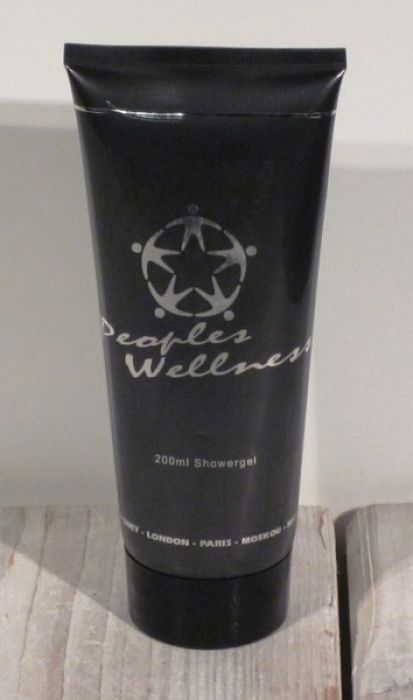 Peoples
Wellness
200ml Showergel
- LONDON - PARIS - MOSKOU -